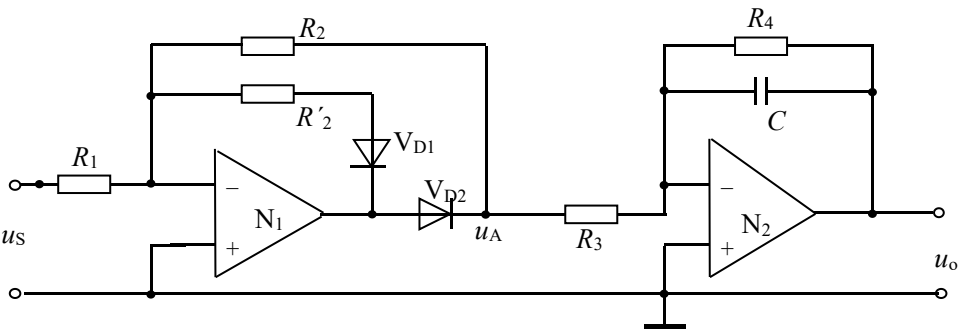 R2
R4
R´2
C
R1
VD1
VD2
−
N1
+
−
N2
+
uS
uA
R3
uo